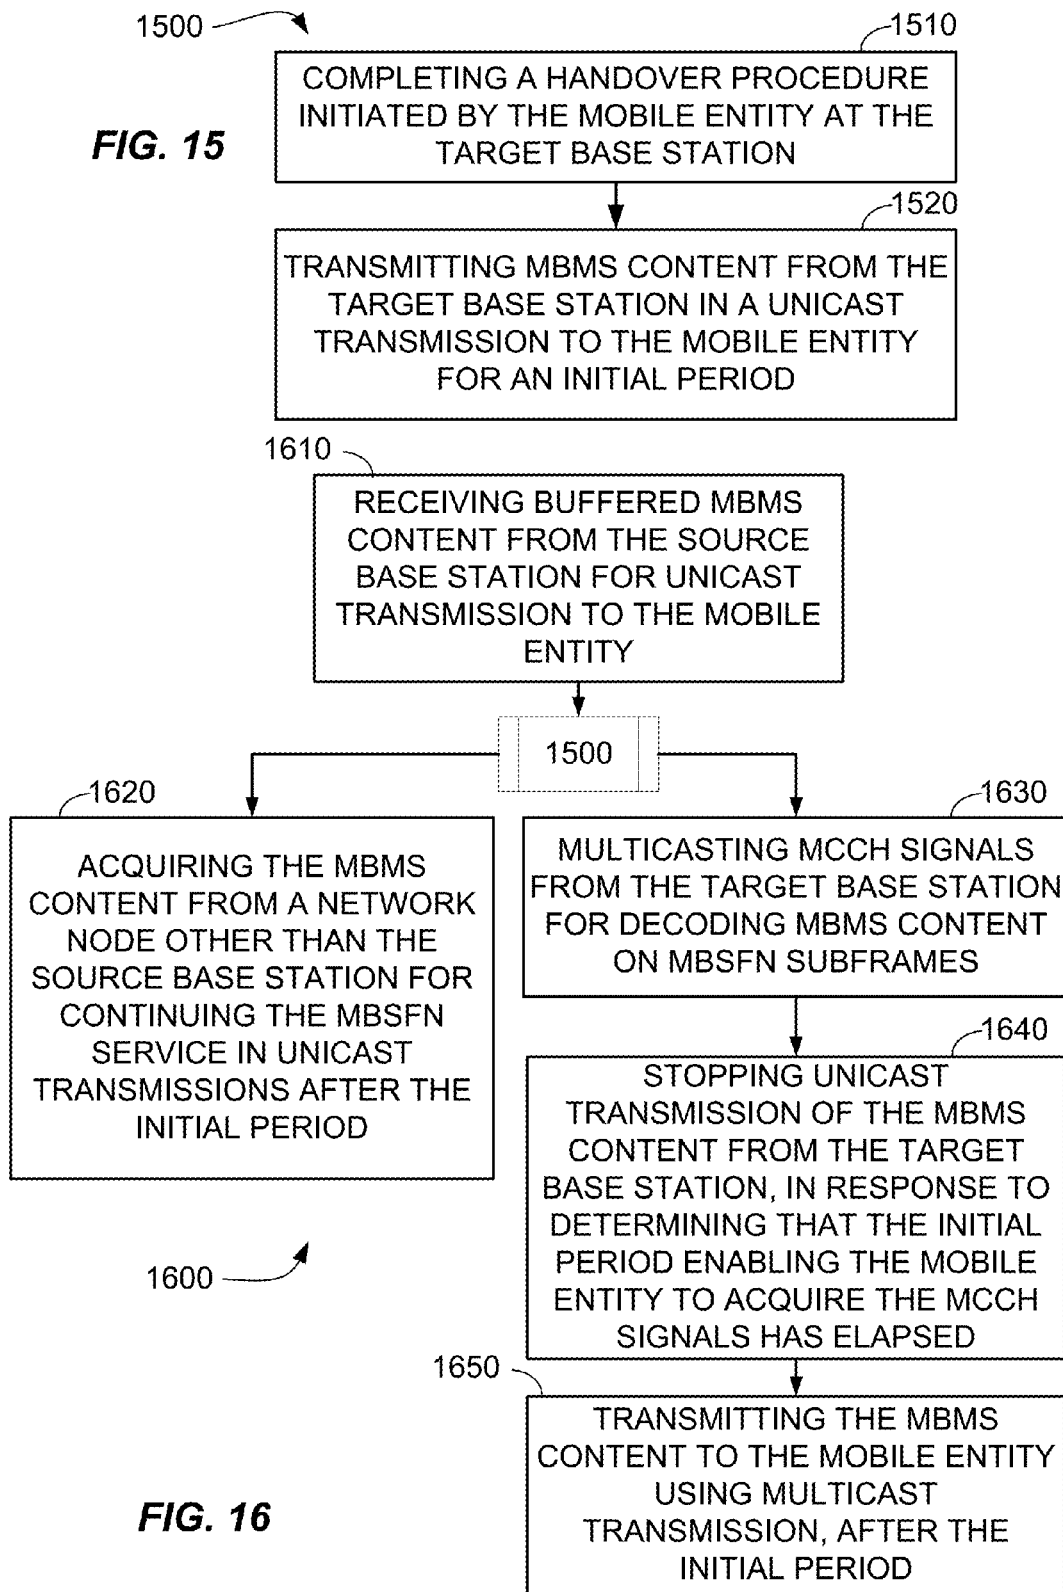 1500
1510
COMPLETING A HANDOVER PROCEDURE
INITIATED BY THE MOBILE ENTITY AT THE
TARGET BASE STATION
FIG. 15
1520
TRANSMITTING MBMS CONTENT FROM THE
TARGET BASE STATION IN A UNICAST
TRANSMISSION TO THE MOBILE ENTITY
FOR AN INITIAL PERIOD
1610
RECEIVING BUFFERED MBMS
CONTENT FROM THE SOURCE
BASE STATION FOR UNICAST
TRANSMISSION TO THE MOBILE
ENTITY
1500
1620
ACQUIRING THE MBMS
CONTENT FROM A NETWORK
NODE OTHER THAN THE
SOURCE BASE STATION FOR
CONTINUING THE MBSFN
SERVICE IN UNICAST
TRANSMISSIONS AFTER THE
INITIAL PERIOD
1630
MULTICASTING MCCH SIGNALS
FROM THE TARGET BASE STATION
FOR DECODING MBMS CONTENT
ON MBSFN SUBFRAMES
1640
STOPPING UNICAST
TRANSMISSION OF THE MBMS
CONTENT FROM THE TARGET
BASE STATION, IN RESPONSE TO
DETERMINING THAT THE INITIAL
PERIOD ENABLING THE MOBILE
ENTITY TO ACQUIRE THE MCCH
SIGNALS HAS ELAPSED
1600
1650
TRANSMITTING THE MBMS
CONTENT TO THE MOBILE ENTITY
USING MULTICAST
TRANSMISSION, AFTER THE
INITIAL PERIOD
FIG. 16